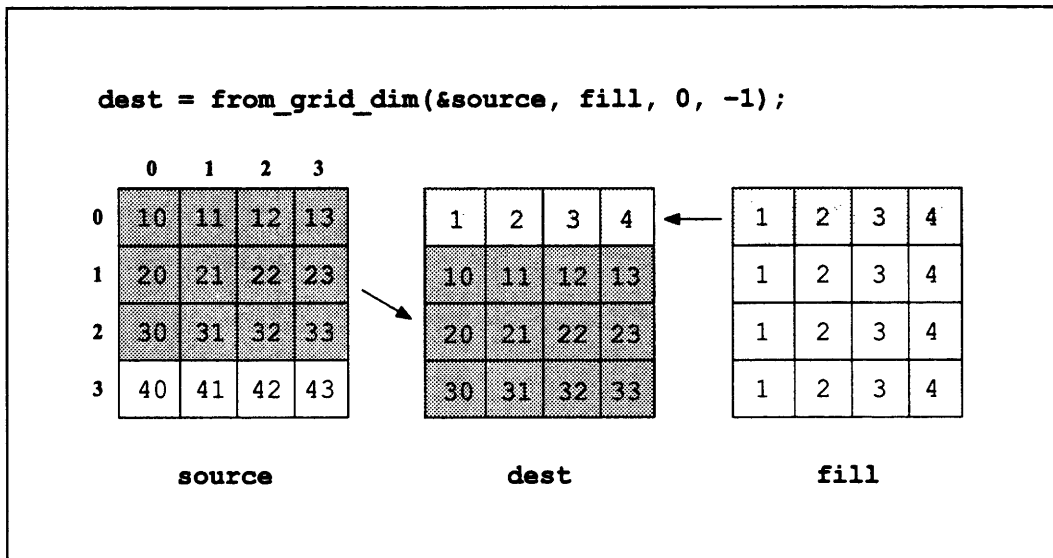 dest = from_grid_dim(&source, fill, 0, -1);
0 1 2 3
0 10 11 12 13 1 2 3 4 1 2 3 4
1 20 21 22 23 10 11 12 13 1 2 3 4
2 30 31 32 33 20 21 22 23 1 2 3 4
3 40 41 42 43 30 31 32 33 1 2 3 4
source dest fill